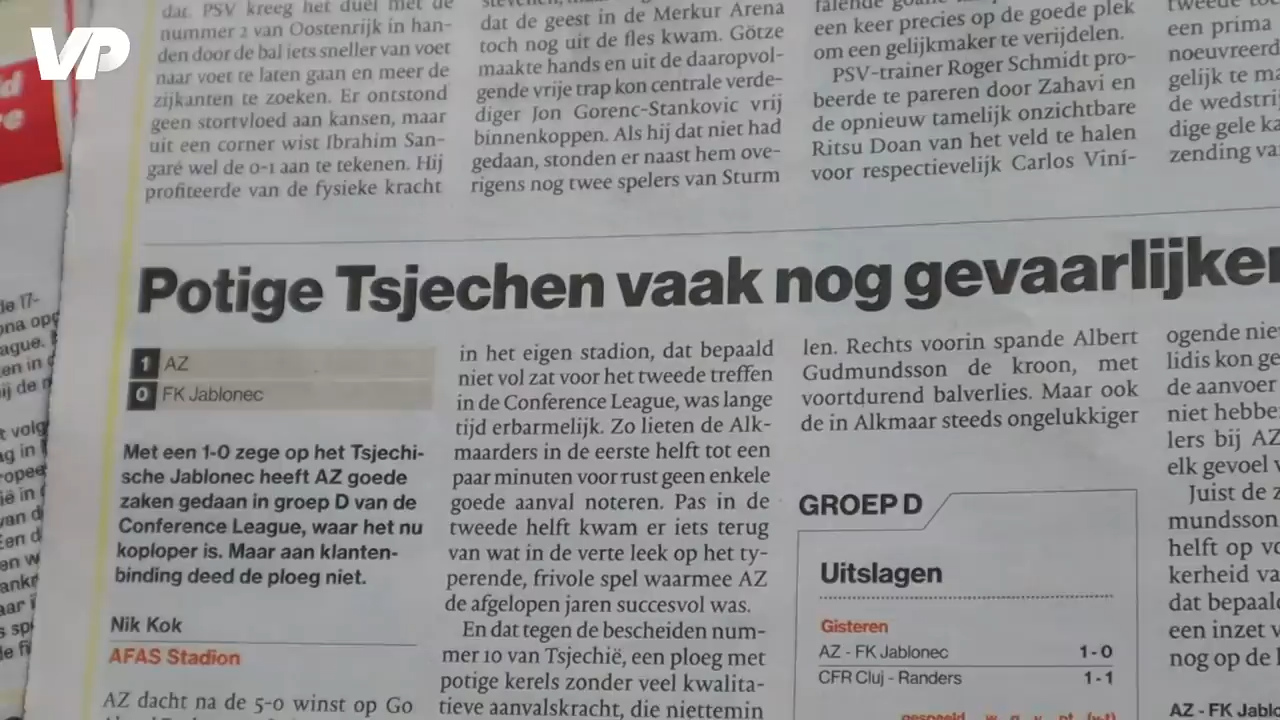 VP
dat. PSV kreeg het duel met de
nummer 2 van Oostenrijk in han-
den door de bal iets sneller van voet
naar voet te laten gaan en meer de
zijkanten te zoeken. Er ontstond
geen stortvloed aan kansen, maar
uit een corner wist Ibrahim San-
garé wel de 0-1 aan te tekenen. Hij
profiteerde van de fysieke kracht
dat de geest in de Merkur Arena
toch nog uit de fles kwam. Götze
maakte hands en uit de daaropvol-
gende vrije trap kon centrale verde-
diger Jon Gorenc-Stankovic vrij
binnenkoppen. Als hij dat niet had
gedaan, stonden er naast hem ove-
rigens nog twee spelers van Sturm
een keer precies op de goede plek
om een gelijkmaker te verijdelen.
PSV-trainer Roger Schmidt pro-
beerde te pareren door Zahavi en
de opnieuw tamelijk onzichtbare
Ritsu Doan van het veld te halen
voor respectievelijk Carlos Viní-
een prima
noeuvreerd
gelijk te ma
de wedstrij
dige gele ka
zending va
Potige Tsjechen vaak nog gevaarlijker
1 AZ
0 FK Jablonec
Met een 1-0 zege op het Tsjechi-
sche Jablonec heeft AZ goede
zaken gedaan in groep D van de
Conference League, waar het nu
koploper is. Maar aan klanten-
binding deed de ploeg niet.
Nik Kok
AFAS Stadion
AZ dacht na de 5-0 winst op Go
in het eigen stadion, dat bepaald
niet vol zat voor het tweede treffen
in de Conference League, was lange
tijd erbarmelijk. Zo lieten de Alk-
maarders in de eerste helft tot een
paar minuten voor rust geen enkele
goede aanval noteren. Pas in de
tweede helft kwam er iets terug
van wat in de verte leek op het ty-
perende, frivole spel waarmee AZ
de afgelopen jaren succesvol was.
En dat tegen de bescheiden num-
mer 10 van Tsjechië, een ploeg met
potige kerels zonder veel kwalita-
tieve aanvalskracht, die niettemin
len. Rechts voorin spande Albert
Gudmundsson de kroon, met
voortdurend balverlies. Maar ook
de in Alkmaar steeds ongelukkiger
GROEP D
Uitslagen
Gisteren
AZ - FK Jablonec 1-0
CFR Cluj - Randers 1-1
ogende nie
lidis kon ge
de aanvoer
niet hebbe
lers bij AZ
elk gevoel v
Juist de z
mundsson
helft op vo
kerheid va
dat bepaald
een inzet v
nog op de l
AZ - FK Jablo